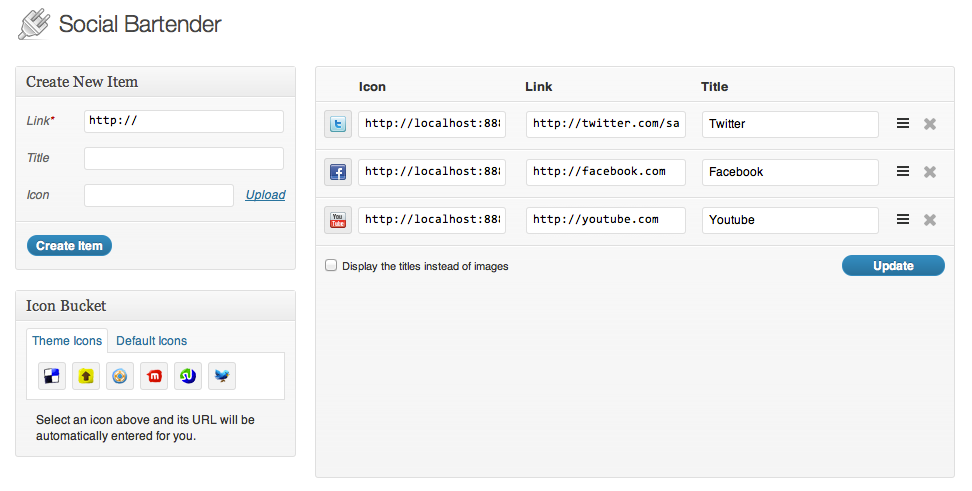 Social Bartender
Create New Item
Link* http://
Title
Icon Upload
Create Item
Icon Bucket
Theme Icons Default Icons
Select an icon above and its URL will be
automatically entered for you.
Icon Link Title
http://localhost:888 http://twitter.com/sa Twitter
http://localhost:888 http://facebook.com Facebook
You
Tube http://localhost:888 http://youtube.com Youtube
Display the titles instead of images Update